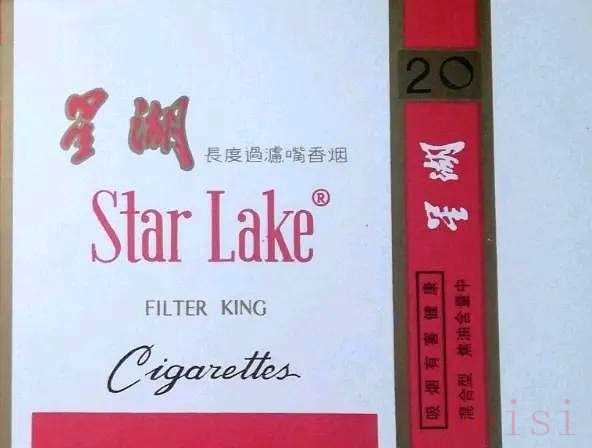 星湖
長度過濾嘴香烟
Star Lake®
FILTER KING
Cigarettes
20
星湖
吸烟有害健康
混合型 焦油含量中
isi